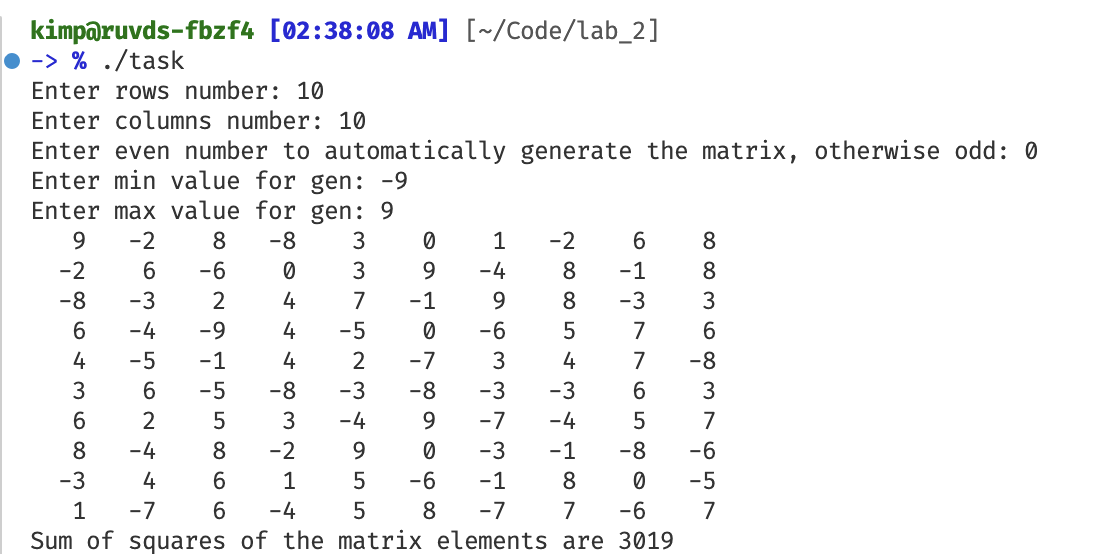 kimp@ruvds-fbzf4 [02:38:08 AM] [~/Code/lab_2]
-> % ./task
Enter rows number: 10
Enter columns number: 10
Enter even number to automatically generate the matrix, otherwise odd: 0
Enter min value for gen: -9
Enter max value for gen: 9
   9   -2    8   -8    3    0    1   -2    6    8
  -2    6   -6    0    3    9   -4    8   -1    8
  -8   -3    2    4    7   -1    9    8   -3    3
   6   -4   -9    4   -5    0   -6    5    7    6
   4   -5   -1    4    2   -7    3    4    7   -8
   3    6   -5   -8   -3   -8   -3   -3    6    3
   6    2    5    3   -4    9   -7   -4    5    7
   8   -4    8   -2    9    0   -3   -1   -8   -6
  -3    4    6    1    5   -6   -1    8    0   -5
   1   -7    6   -4    5    8   -7    7   -6    7
Sum of squares of the matrix elements are 3019